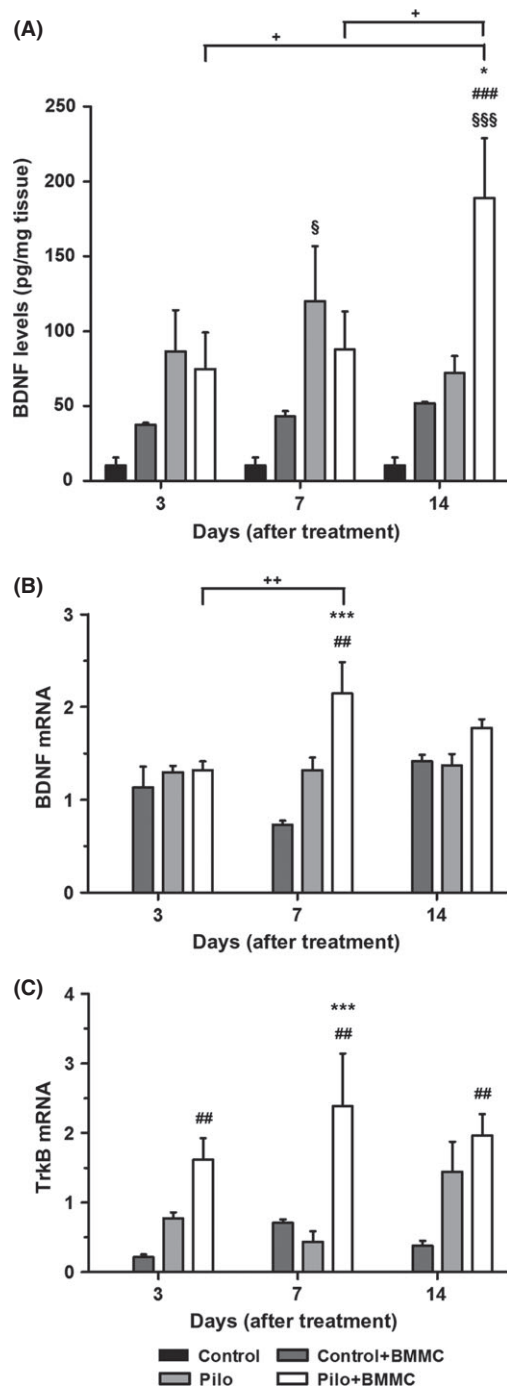 (A)
+
+
*
###
§§§
§
250
200
150
100
50
0
BDNF levels (pg/mg tissue)
3 7 14
Days (after treatment)
(B)
++
***
##
3
2
1
0
BDNF mRNA
3 7 14
Days (after treatment)
(C)
***
##
##
##
4
3
2
1
0
TrkB mRNA
3 7 14
Days (after treatment)
Control Control+BMMC
Pilo Pilo+BMMC